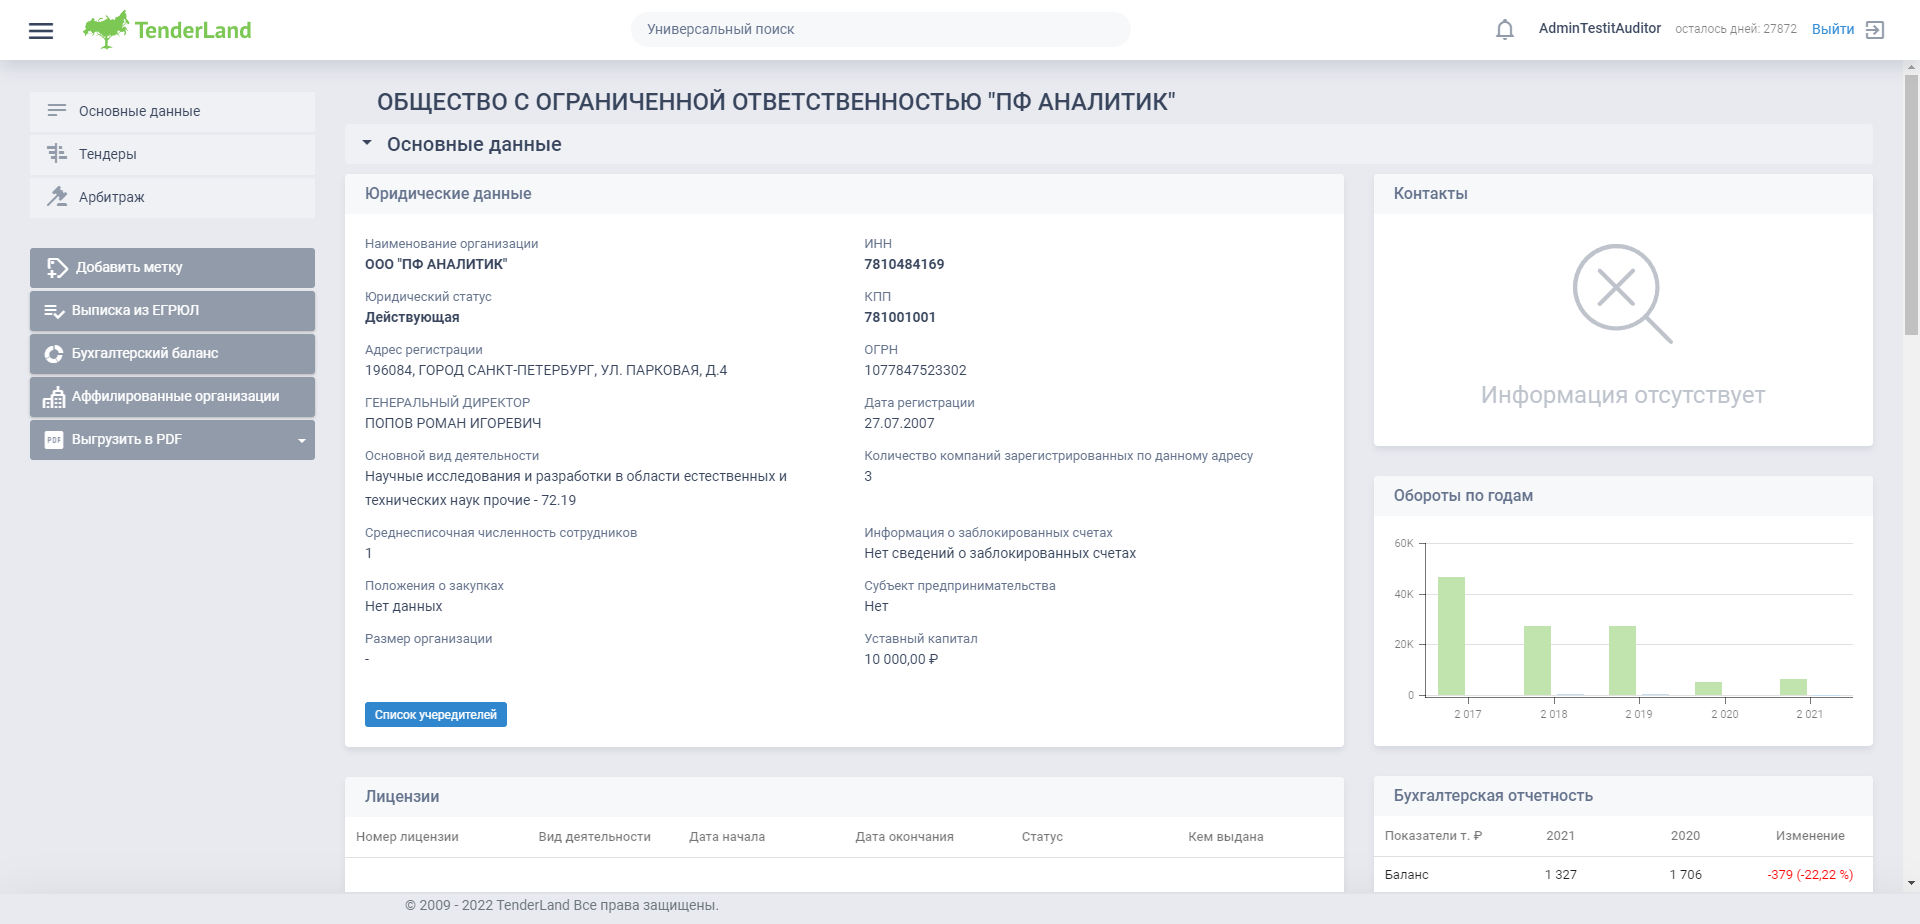 TenderLand
Универсальный поиск
AdminTestitAuditor
осталось дней: 27872
Выйти
Основные данные
Тендеры
Арбитраж
Добавить метку
Выписка из ЕГРЮЛ
Бухгалтерский баланс
Аффилированные организации
PDF Выгрузить в PDF
ОБЩЕСТВО С ОГРАНИЧЕННОЙ ОТВЕТСТВЕННОСТЬЮ "ПФ АНАЛИТИК"
Основные данные
Юридические данные
Наименование организации
ООО "ПФ АНАЛИТИК"
Юридический статус
Действующая
Адрес регистрации
196084, ГОРОД САНКТ-ПЕТЕРБУРГ, УЛ. ПАРКОВАЯ, Д.4
ГЕНЕРАЛЬНЫЙ ДИРЕКТОР
ПОПОВ РОМАН ИГОРЕВИЧ
Основной вид деятельности
Научные исследования и разработки в области естественных и
технических наук прочие - 72.19
Среднесписочная численность сотрудников
1
Положения о закупках
Нет данных
Размер организации
-
Список учередителей
ИНН
7810484169
КПП
781001001
ОГРН
1077847523302
Дата регистрации
27.07.2007
Количество компаний зарегистрированных по данному адресу
3
Информация о заблокированных счетах
Нет сведений о заблокированных счетах
Субъект предпринимательства
Нет
Уставный капитал
10 000,00 ₽
Контакты
Информация отсутствует
Обороты по годам
60K
40K
20K
0
2 017 2 018 2 019 2 020 2 021
Лицензии
Номер лицензии Вид деятельности Дата начала Дата окончания Статус Кем выдана
Бухгалтерская отчетность
Показатели т. ₽ 2021 2020 Изменение
Баланс 1 327 1 706 -379 (-22,22 %)
© 2009 - 2022 TenderLand Все права защищены.